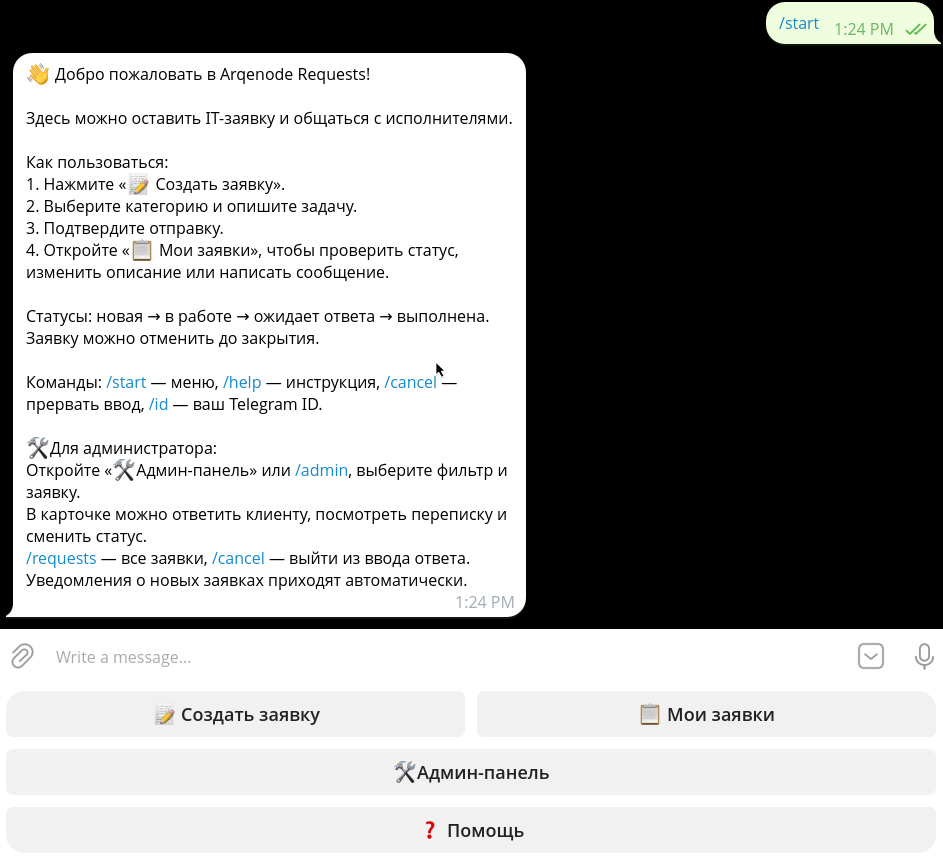 /start 1:24 PM
👋 Добро пожаловать в Arqenode Requests!
Здесь можно оставить IT-заявку и общаться с исполнителями.
Как пользоваться:
1. Нажмите «📝 Создать заявку».
2. Выберите категорию и опишите задачу.
3. Подтвердите отправку.
4. Откройте «📋 Мои заявки», чтобы проверить статус,
изменить описание или написать сообщение.
Статусы: новая → в работе → ожидает ответа → выполнена.
Заявку можно отменить до закрытия.
Команды: /start — меню, /help — инструкция, /cancel —
прервать ввод, /id — ваш Telegram ID.
🛠Для администратора:
Откройте «🛠Админ-панель» или /admin, выберите фильтр и
заявку.
В карточке можно ответить клиенту, посмотреть переписку и
сменить статус.
/requests — все заявки, /cancel — выйти из ввода ответа.
Уведомления о новых заявках приходят автоматически.
1:24 PM
Write a message...
📝 Создать заявку
📋 Мои заявки
🛠Админ-панель
❓ Помощь